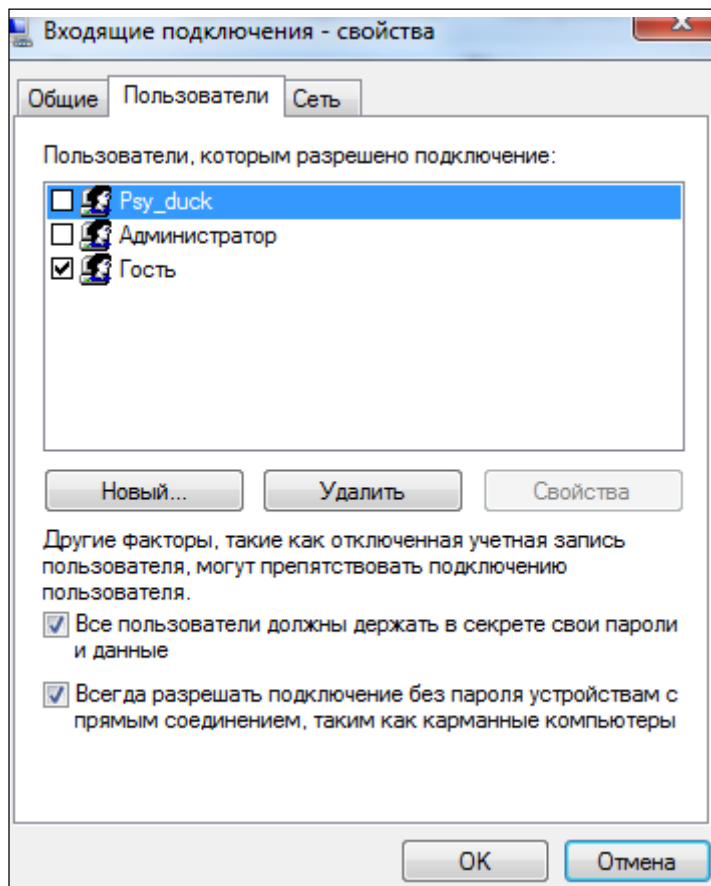 Входящие подключения - свойства
Общие Пользователи Сеть
Пользователи, которым разрешено подключение:
Psy_duck
Администратор
Гость
Новый... Удалить Свойства
Другие факторы, такие как отключенная учетная запись
пользователя, могут препятствовать подключению
пользователя.
Все пользователи должны держать в секрете свои пароли
и данные
Всегда разрешать подключение без пароля устройствам с
прямым соединением, таким как карманные компьютеры
ОК Отмена